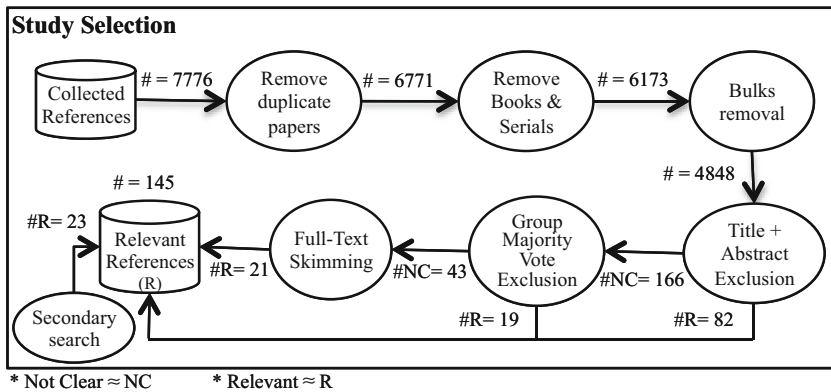 Study Selection
Collected
References
# = 7776
Remove
duplicate
papers
# = 6771
Remove
Books &
Serials
# = 6173
Bulks
removal
# = 4848
Title +
Abstract
Exclusion
#NC= 166
#R= 82
Group
Majority
Vote
Exclusion
#NC= 43
#R= 19
Full-Text
Skimming
#R= 21
# = 145
Relevant
References
(R)
#R= 23
Secondary
search
* Not Clear ≈ NC
* Relevant ≈ R